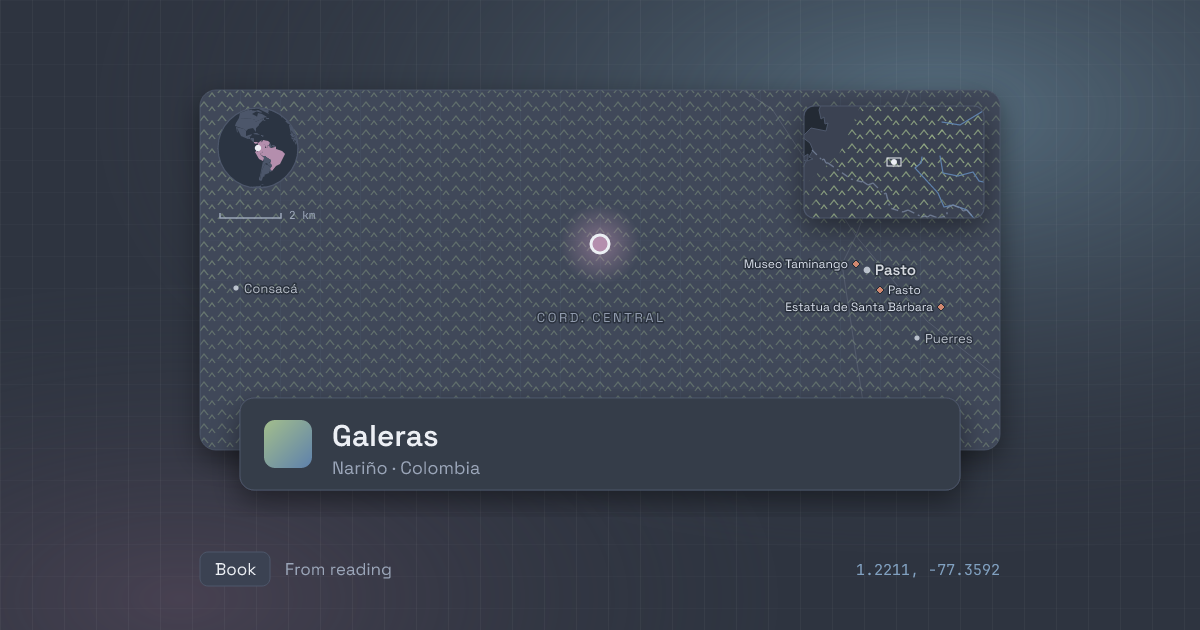 2 km
Museo Taminango
Pasto
Consacá
Pasto
Estatua de Santa Bárbara
CORD. CENTRAL
Puerres
Galeras
Nariño · Colombia
Book
From reading
1.2211, -77.3592